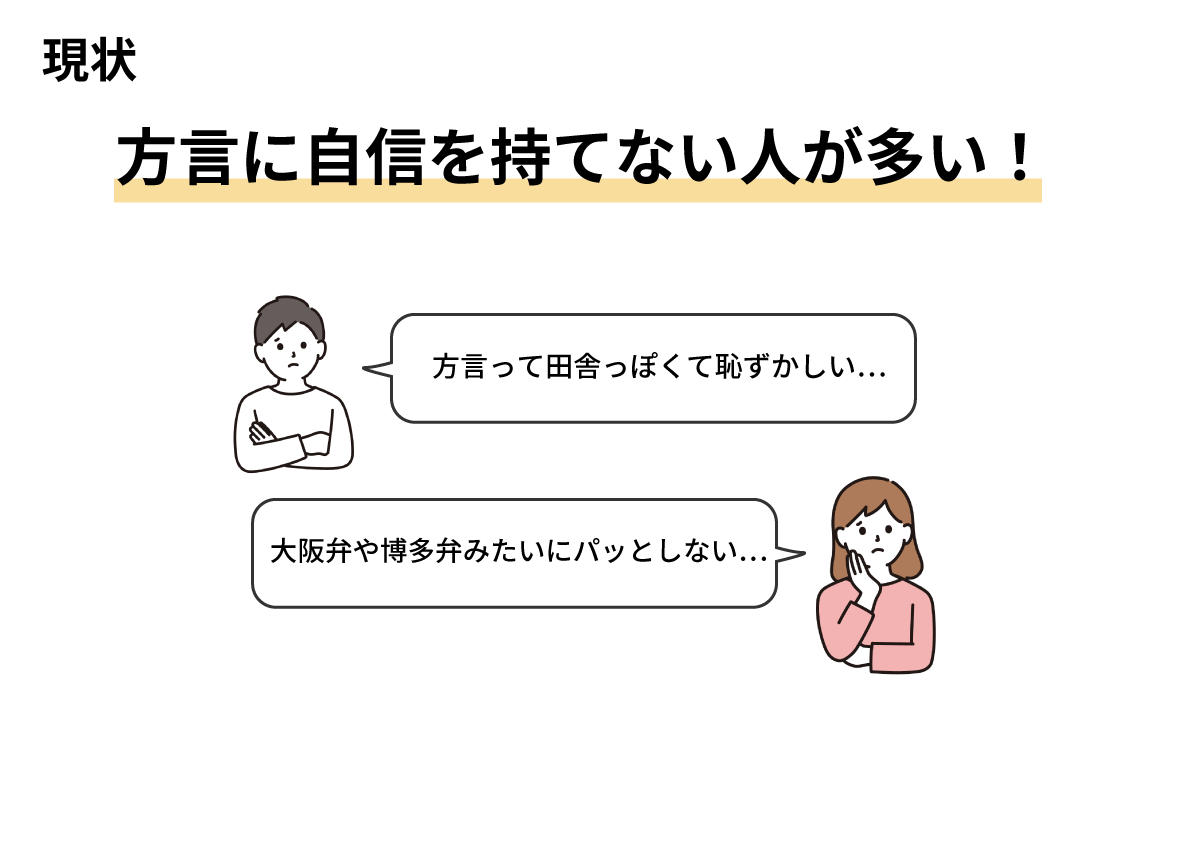 現状
方言に自信を持てない人が多い！
方言って田舎っぽくて恥ずかしい…
大阪弁や博多弁みたいにパッとしない…